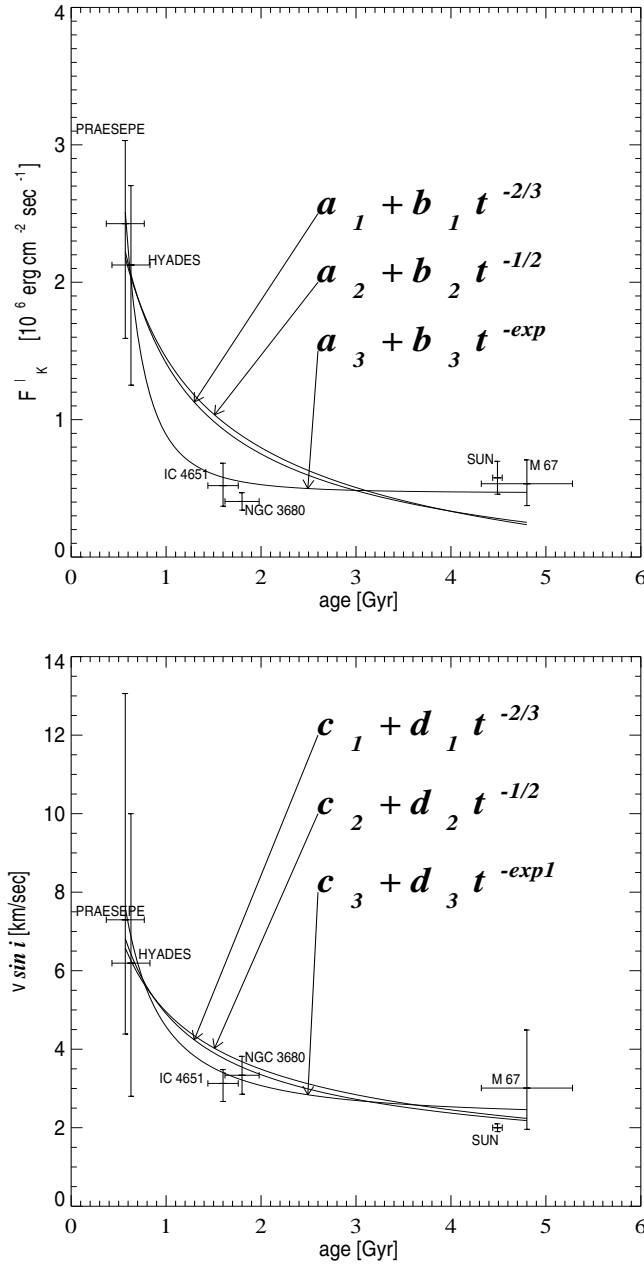 4
3
2
1
0
F'K [10 6 erg cm -2 sec -1]
PRAESEPE
HYADES
a 1 + b 1 t -2/3
a 2 + b 2 t -1/2
a 3 + b 3 t -exp
IC 4651
NGC 3680
SUN
M 67
0 1 2 3 4 5 6
age [Gyr]
14
12
10
8
6
4
2
0
v sin i [km/sec]
c 1 + d 1 t -2/3
c 2 + d 2 t -1/2
c 3 + d 3 t -exp1
PRAESEPE
HYADES
NGC 3680
IC 4651
M 67
SUN
0 1 2 3 4 5 6
age [Gyr]